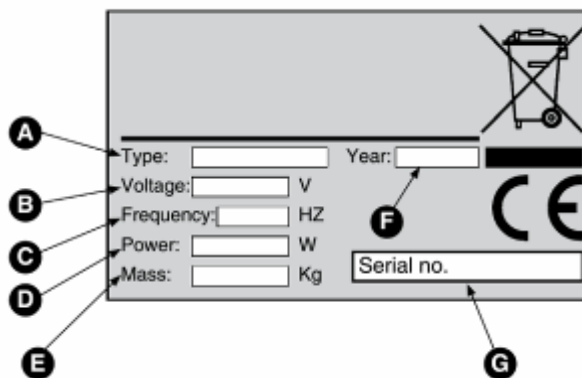 A
Type:
Year:
B
Voltage:
V
F
C
Frequency:
HZ
D
Power:
W
Mass:
Kg
Serial no.
E
G
CE